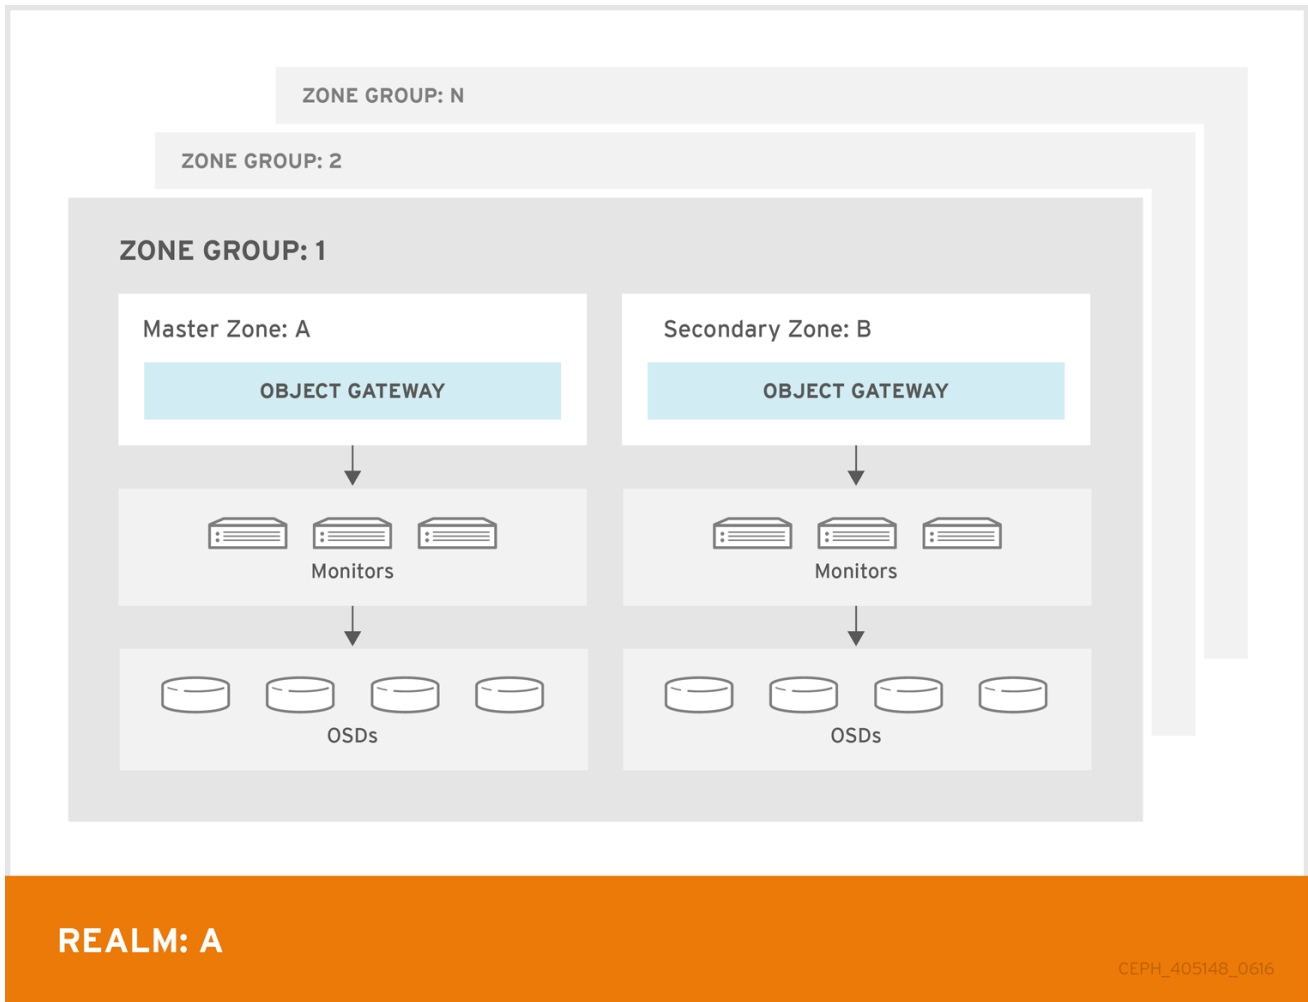 ZONE GROUP: N
ZONE GROUP: 2
ZONE GROUP: 1
Master Zone: A
OBJECT GATEWAY
Monitors
OSDs
Secondary Zone: B
OBJECT GATEWAY
Monitors
OSDs
REALM: A
CEPH_405148_0616